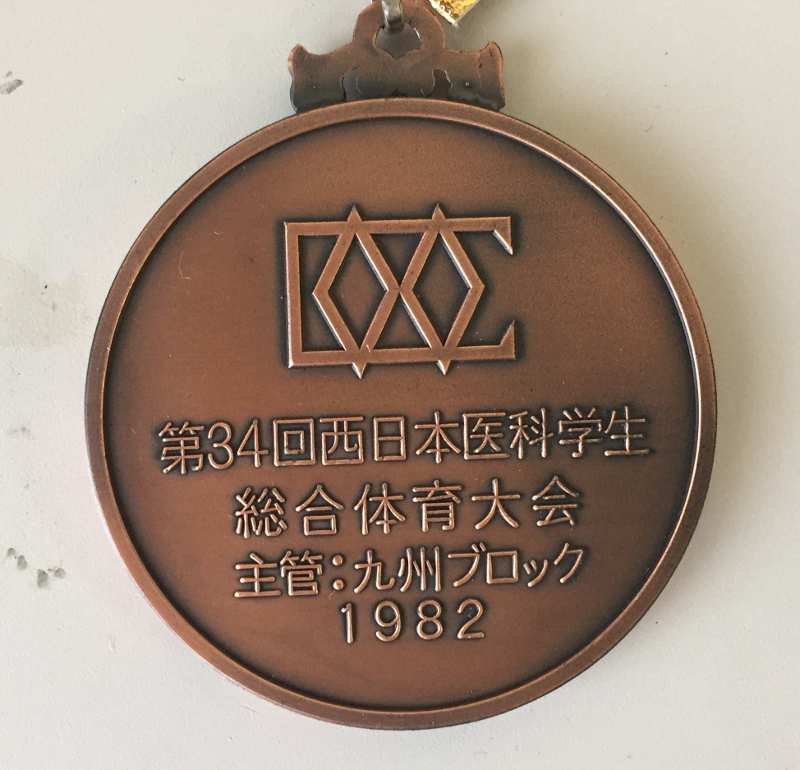 第34回西日本医科学生
総合体育大会
主管:九州ブロック
1982